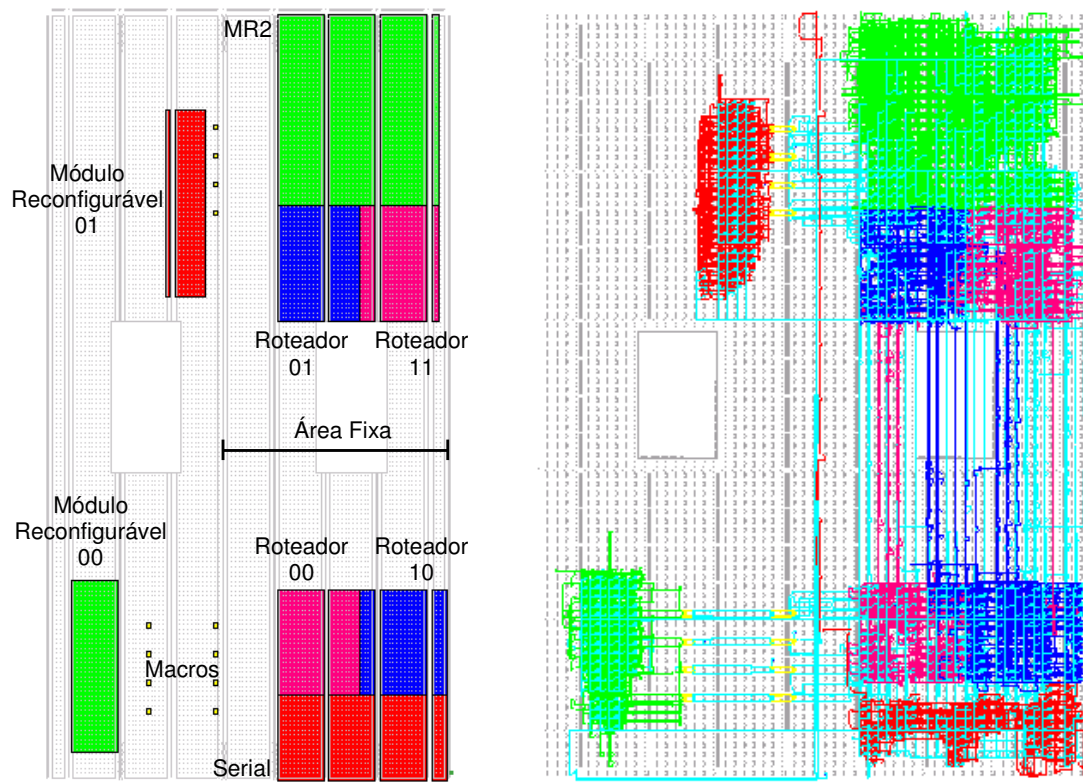 MR2
Módulo
Reconfigurável
01
Roteador
01
Roteador
11
Área Fixa
Módulo
Reconfigurável
00
Roteador
00
Roteador
10
Macros
Serial